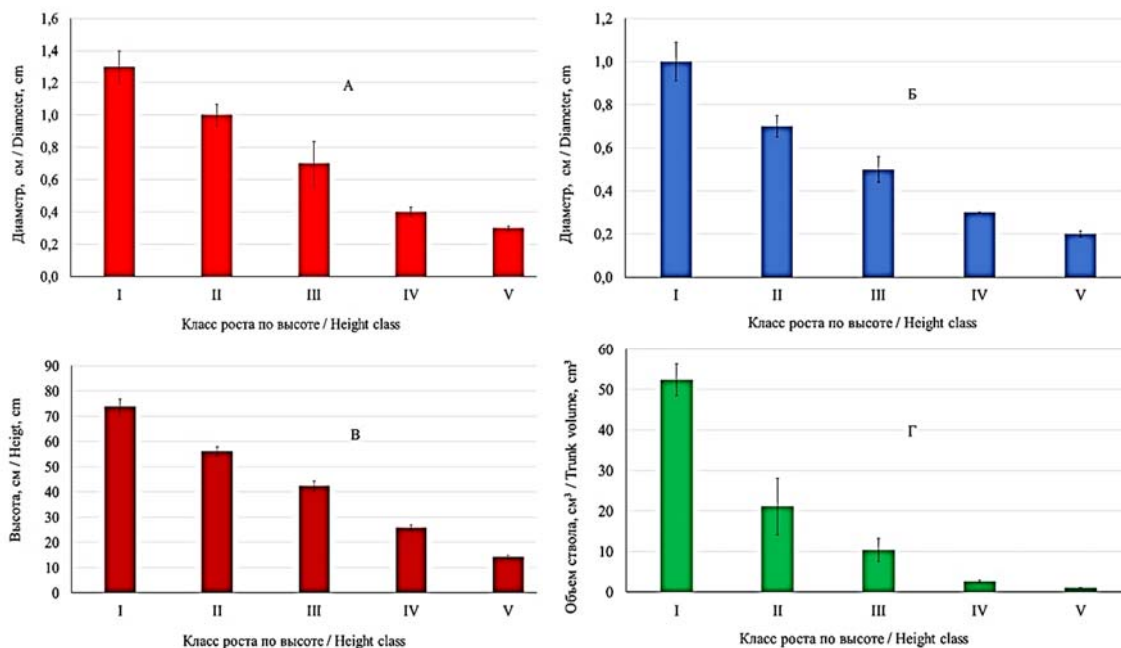 Диаметр, см / Diameter, cm
1,6
1,4
1,2
1,0
0,8
0,6
0,4
0,2
0,0
А
I II III IV V
Класс роста по высоте / Height class
Диаметр, см / Diameter, cm
1,2
1,0
0,8
0,6
0,4
0,2
0,0
Б
I II III IV V
Класс роста по высоте / Height class
Высота, см / Heigt, cm
90
80
70
60
50
40
30
20
10
0
В
I II III IV V
Класс роста по высоте / Height class
Объем ствола, см³ / Trunk volume, cm³
60
50
40
30
20
10
0
Г
I II III IV V
Класс роста по высоте / Height class